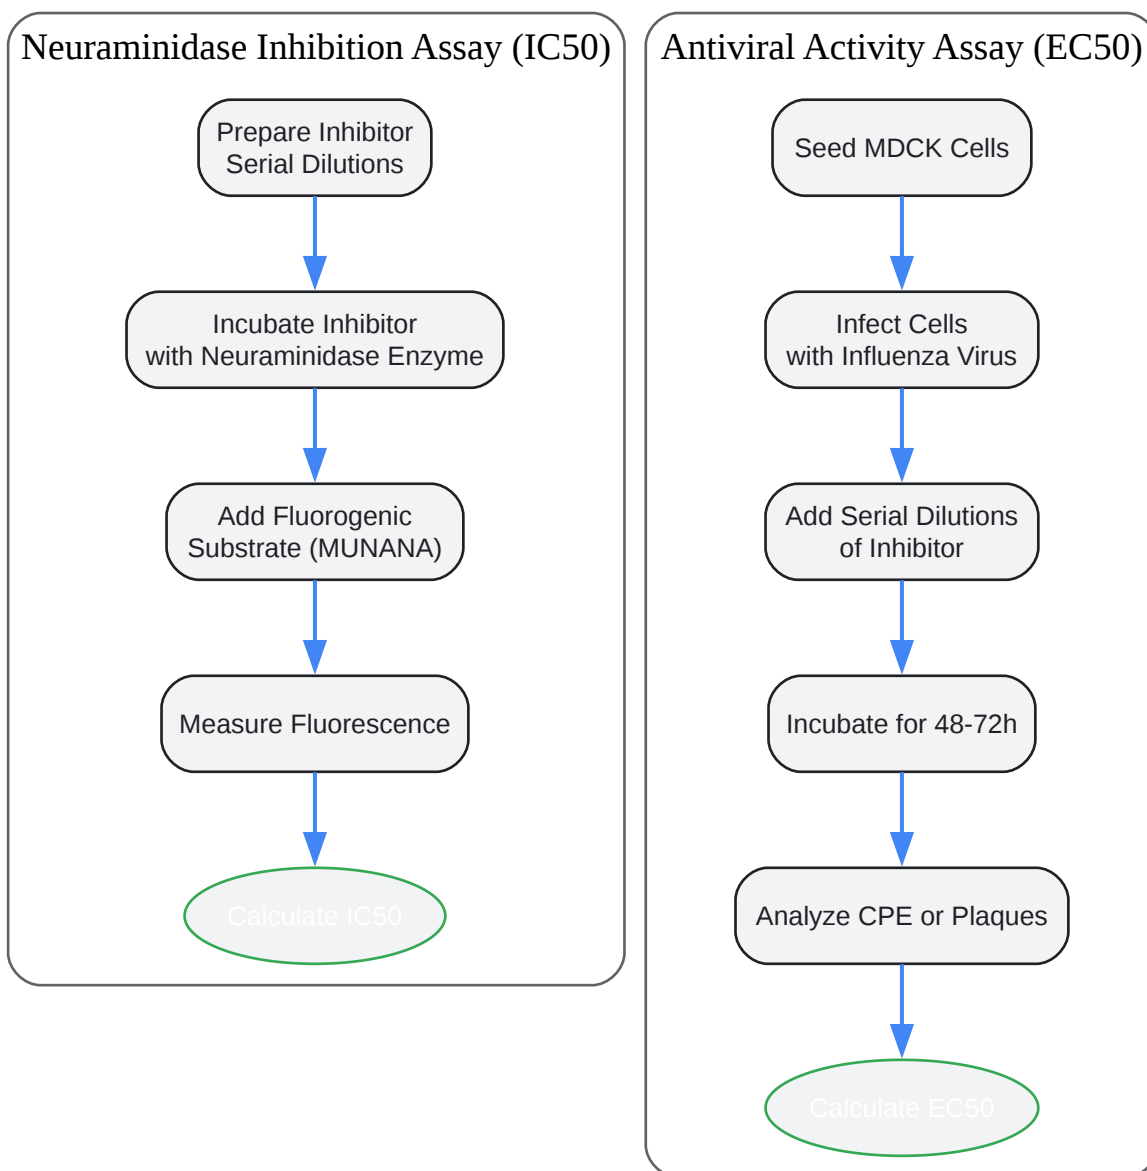 Neuraminidase Inhibition Assay (IC50)
Prepare Inhibitor
Serial Dilutions
Incubate Inhibitor
with Neuraminidase Enzyme
Add Fluorogenic
Substrate (MUNANA)
Measure Fluorescence
Calculate IC50
Antiviral Activity Assay (EC50)
Seed MDCK Cells
Infect Cells
with Influenza Virus
Add Serial Dilutions
of Inhibitor
Incubate for 48-72h
Analyze CPE or Plaques
Calculate EC50